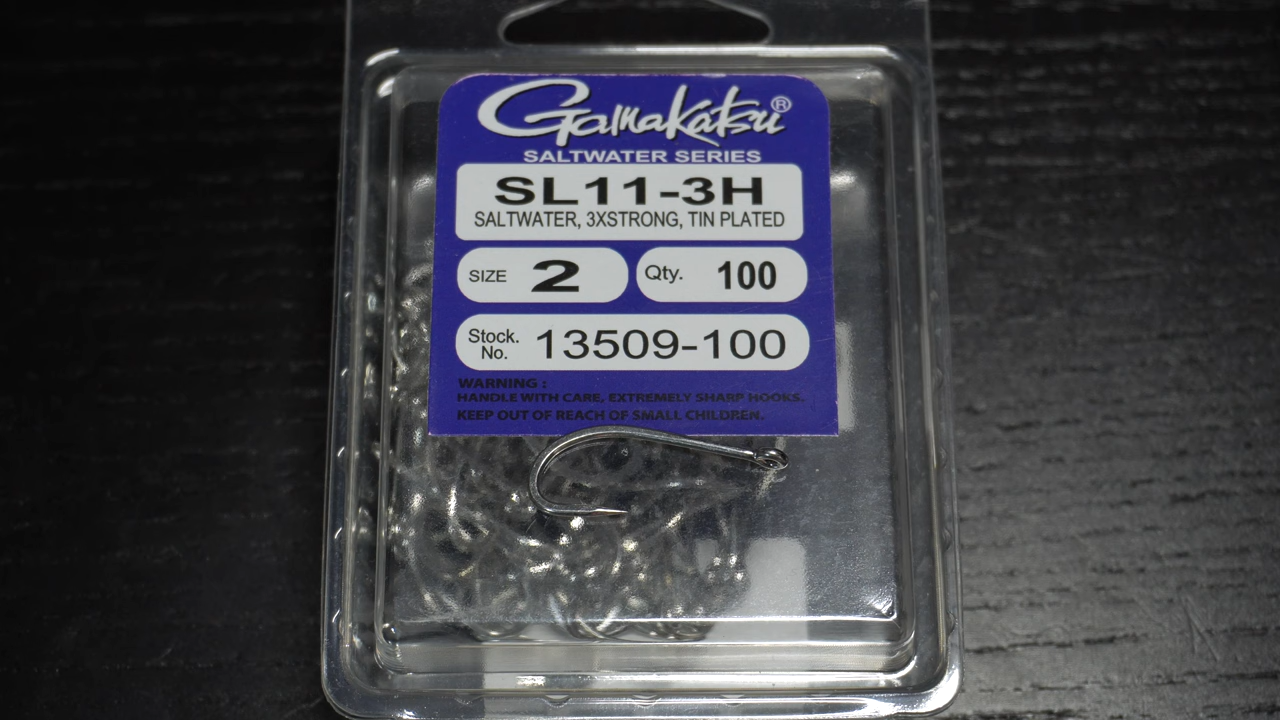 Gamakatsu®
SALTWATER SERIES
SL11-3H
SALTWATER, 3XSTRONG, TIN PLATED
SIZE 2
Qty. 100
Stock. No. 13509-100
WARNING :
HANDLE WITH CARE, EXTREMELY SHARP HOOKS.
KEEP OUT OF REACH OF SMALL CHILDREN.